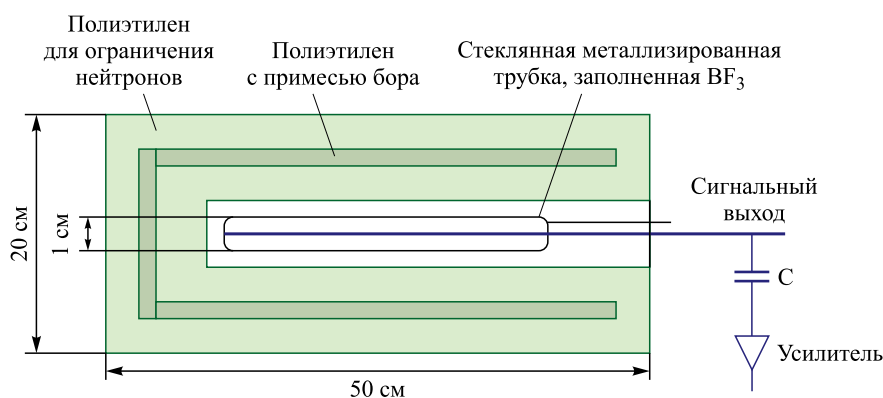 Полиэтилен
для ограничения
нейтронов
Полиэтилен
с примесью бора
Стеклянная металлизированная
трубка, заполненная BF₃
Сигнальный
выход
20 см
1 см
C
Усилитель
50 см